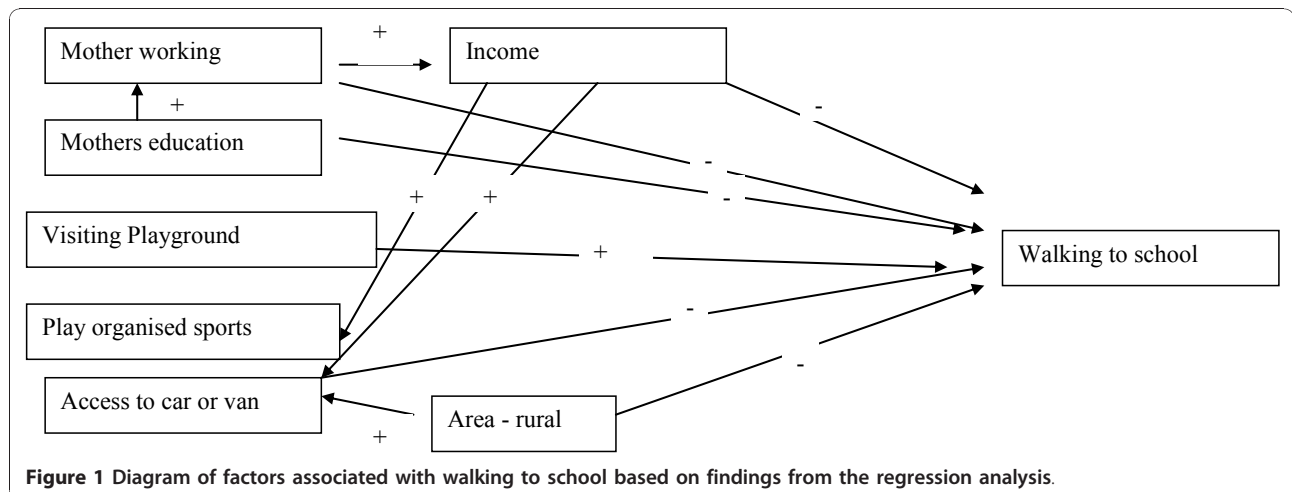 +
Mother working
Income
-
+
Mothers education
-
+
+
-
Visiting Playground
+
Walking to school
Play organised sports
-
-
Access to car or van
Area - rural
+
Figure 1 Diagram of factors associated with walking to school based on findings from the regression analysis.